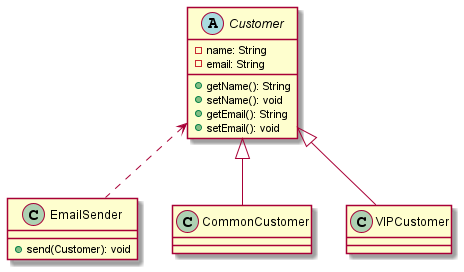 A Customer
name: String
email: String
getName(): String
setName(): void
getEmail(): String
setEmail(): void
C EmailSender
send(Customer): void
C CommonCustomer
C VIPCustomer